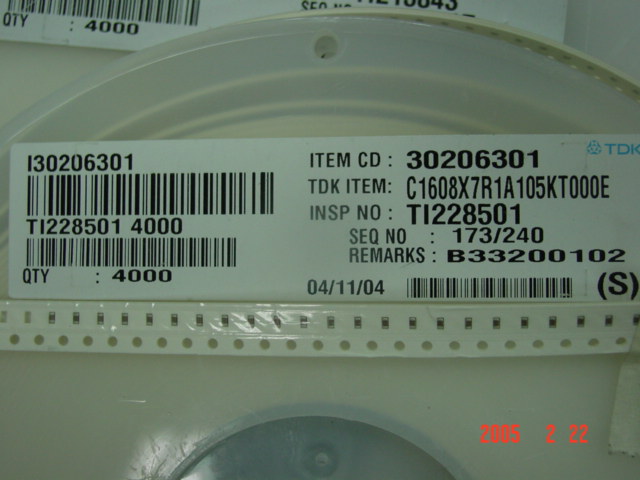 QTY : 4000
I30206301
TI228501 4000
QTY : 4000
ITEM CD : 30206301
TDK ITEM: C1608X7R1A105KT000E
INSP NO : TI228501
SEQ NO : 173/240
REMARKS : B33200102
04/11/04
(S)
TDK
2005 2 22